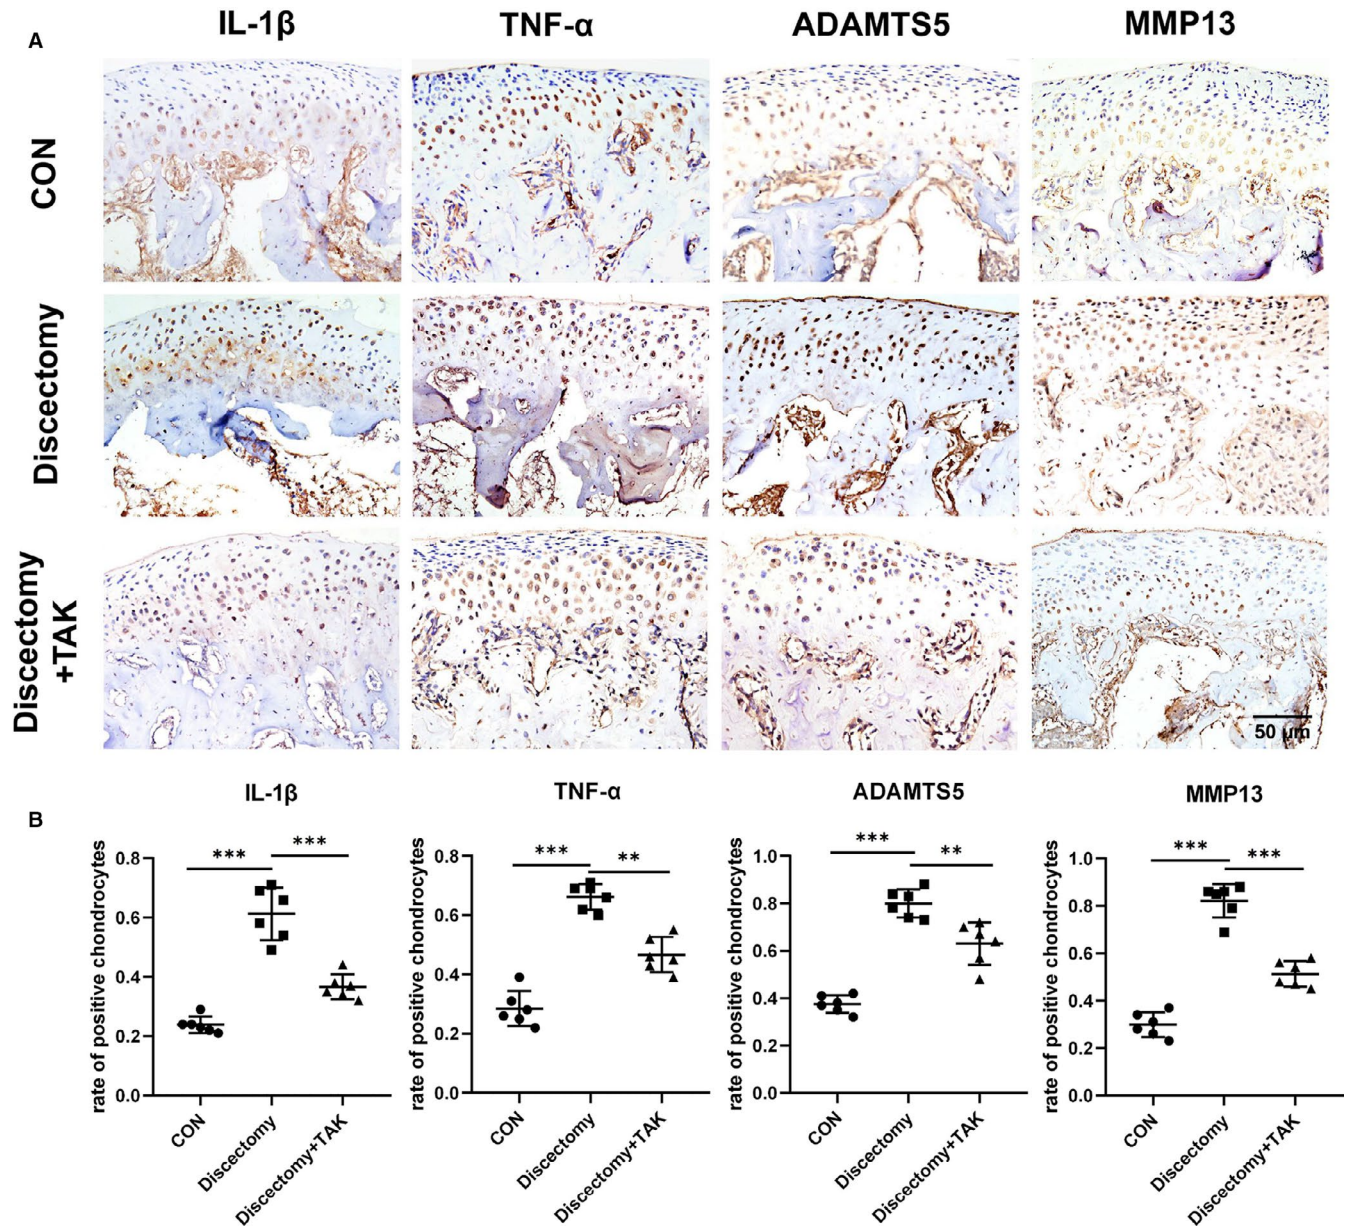 A
IL-1β
TNF-α
ADAMTS5
MMP13
CON
Discectomy
Discectomy
+TAK
50 μm
B
IL-1β
rate of positive chondrocytes
0.8
0.6
0.4
0.2
0.0
***
***
CON
Discectomy
Discectomy+TAK
TNF-α
rate of positive chondrocytes
0.8
0.6
0.4
0.2
0.0
***
**
CON
Discectomy
Discectomy+TAK
ADAMTS5
rate of positive chondrocytes
1.0
0.8
0.6
0.4
0.2
0.0
***
**
CON
Discectomy
Discectomy+TAK
MMP13
rate of positive chondrocytes
1.0
0.8
0.6
0.4
0.2
0.0
***
***
CON
Discectomy
Discectomy+TAK